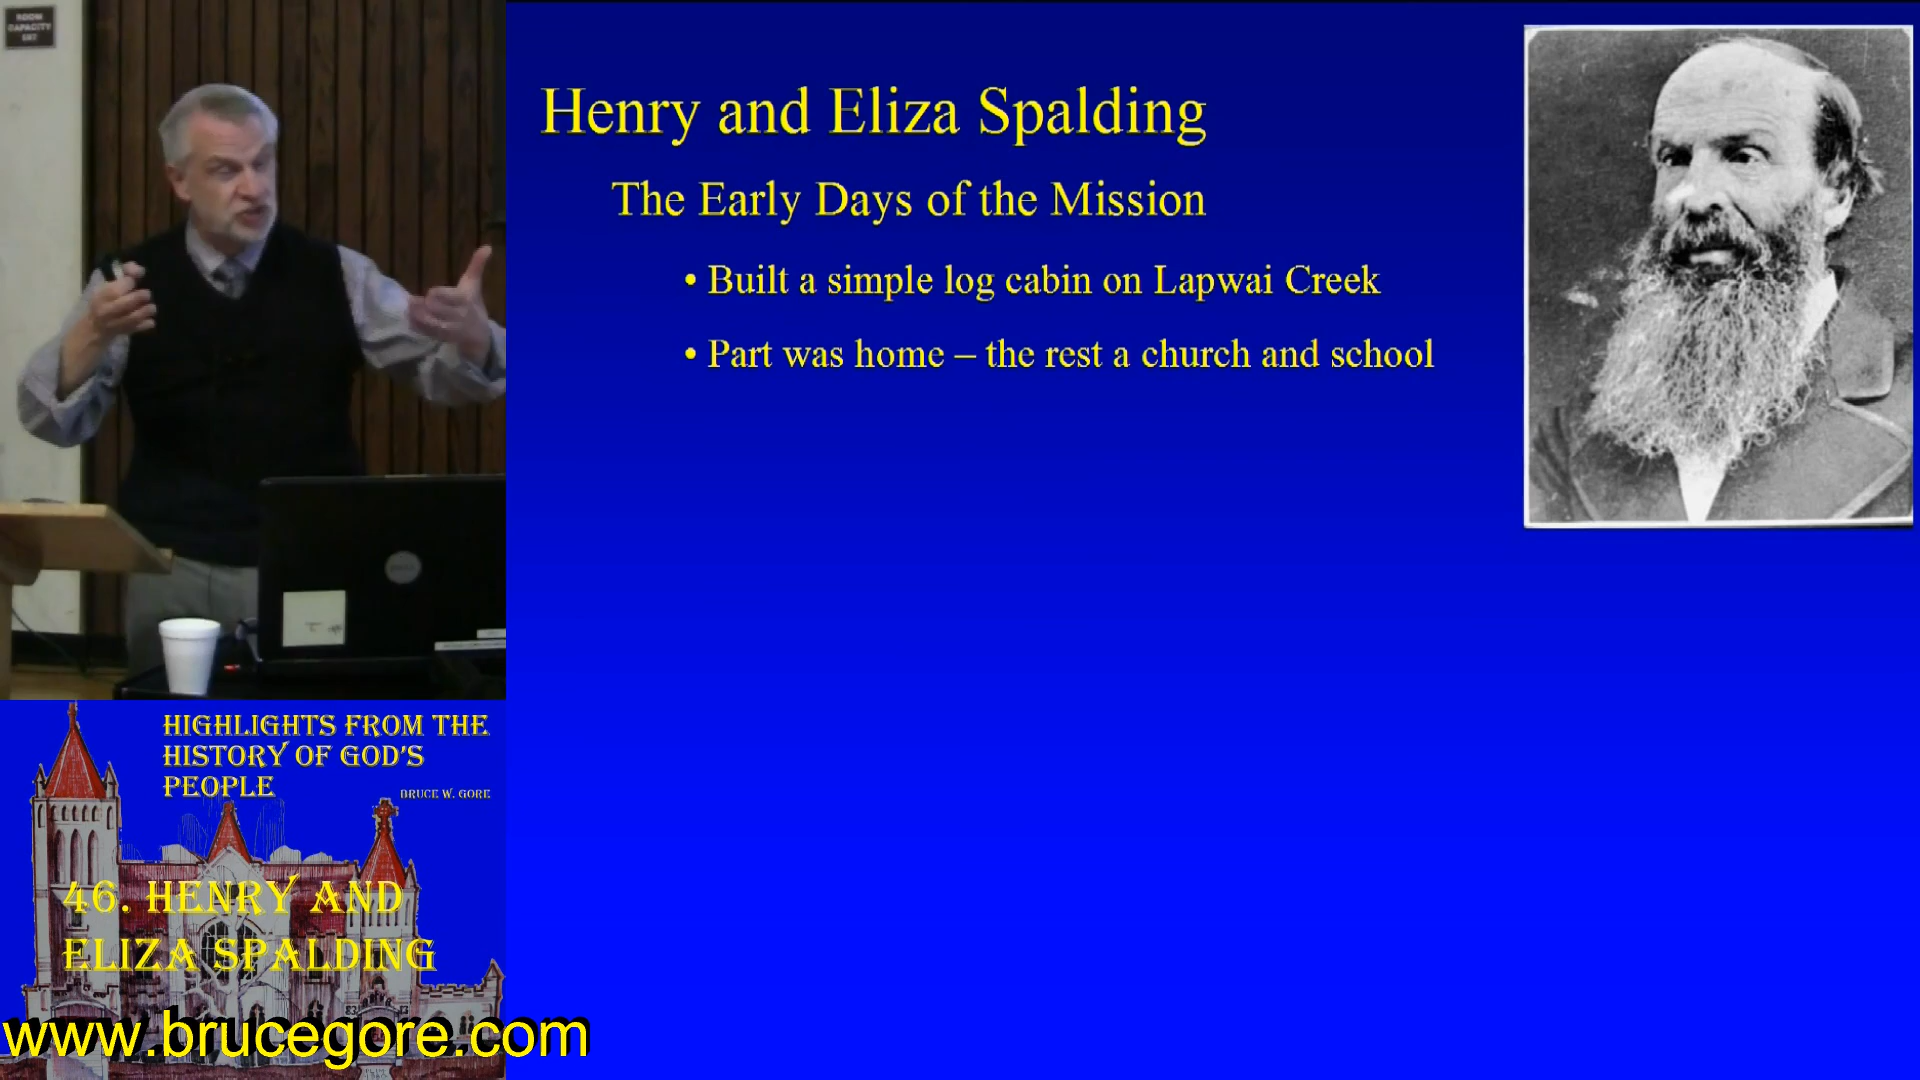 ROOM
CAPACITY
Henry and Eliza Spalding
The Early Days of the Mission
• Built a simple log cabin on Lapwai Creek
• Part was home – the rest a church and school
HIGHLIGHTS FROM THE
HISTORY OF GOD'S
PEOPLE
BRUCE W. GORE
46. HENRY AND
ELIZA SPALDING
www.brucegore.com